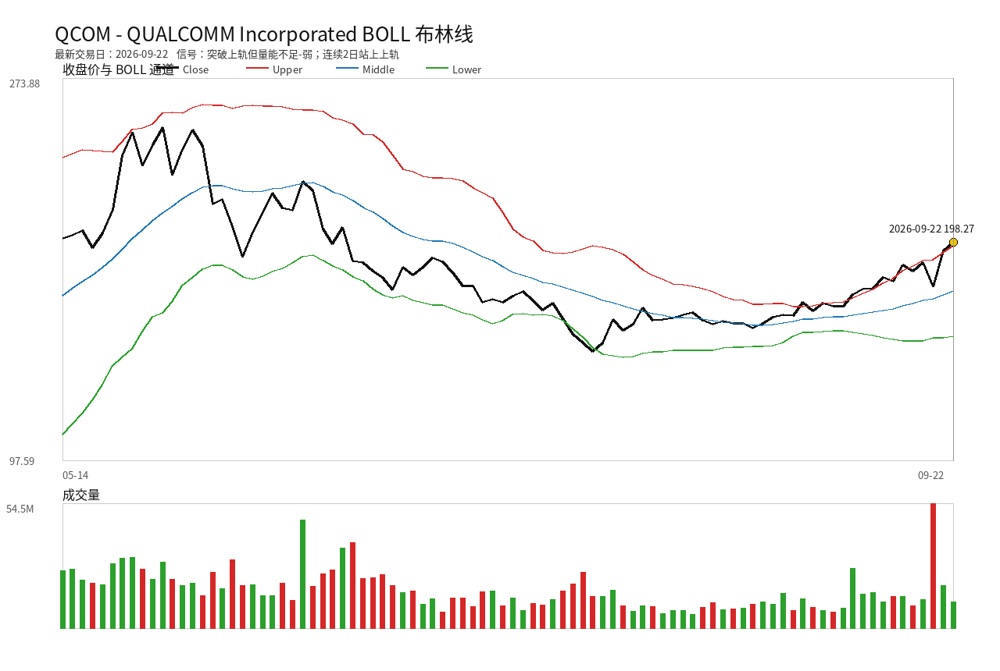 QCOM - QUALCOMM Incorporated BOLL 布林线
最新交易日：2026-09-22 信号：突破上轨但量能不足-弱；连续2日站上上轨
收盘价与 BOLL 通道 Close Upper Middle Lower
273.88
2026-09-22 198.27
97.59
05-14 09-22
成交量
54.5M